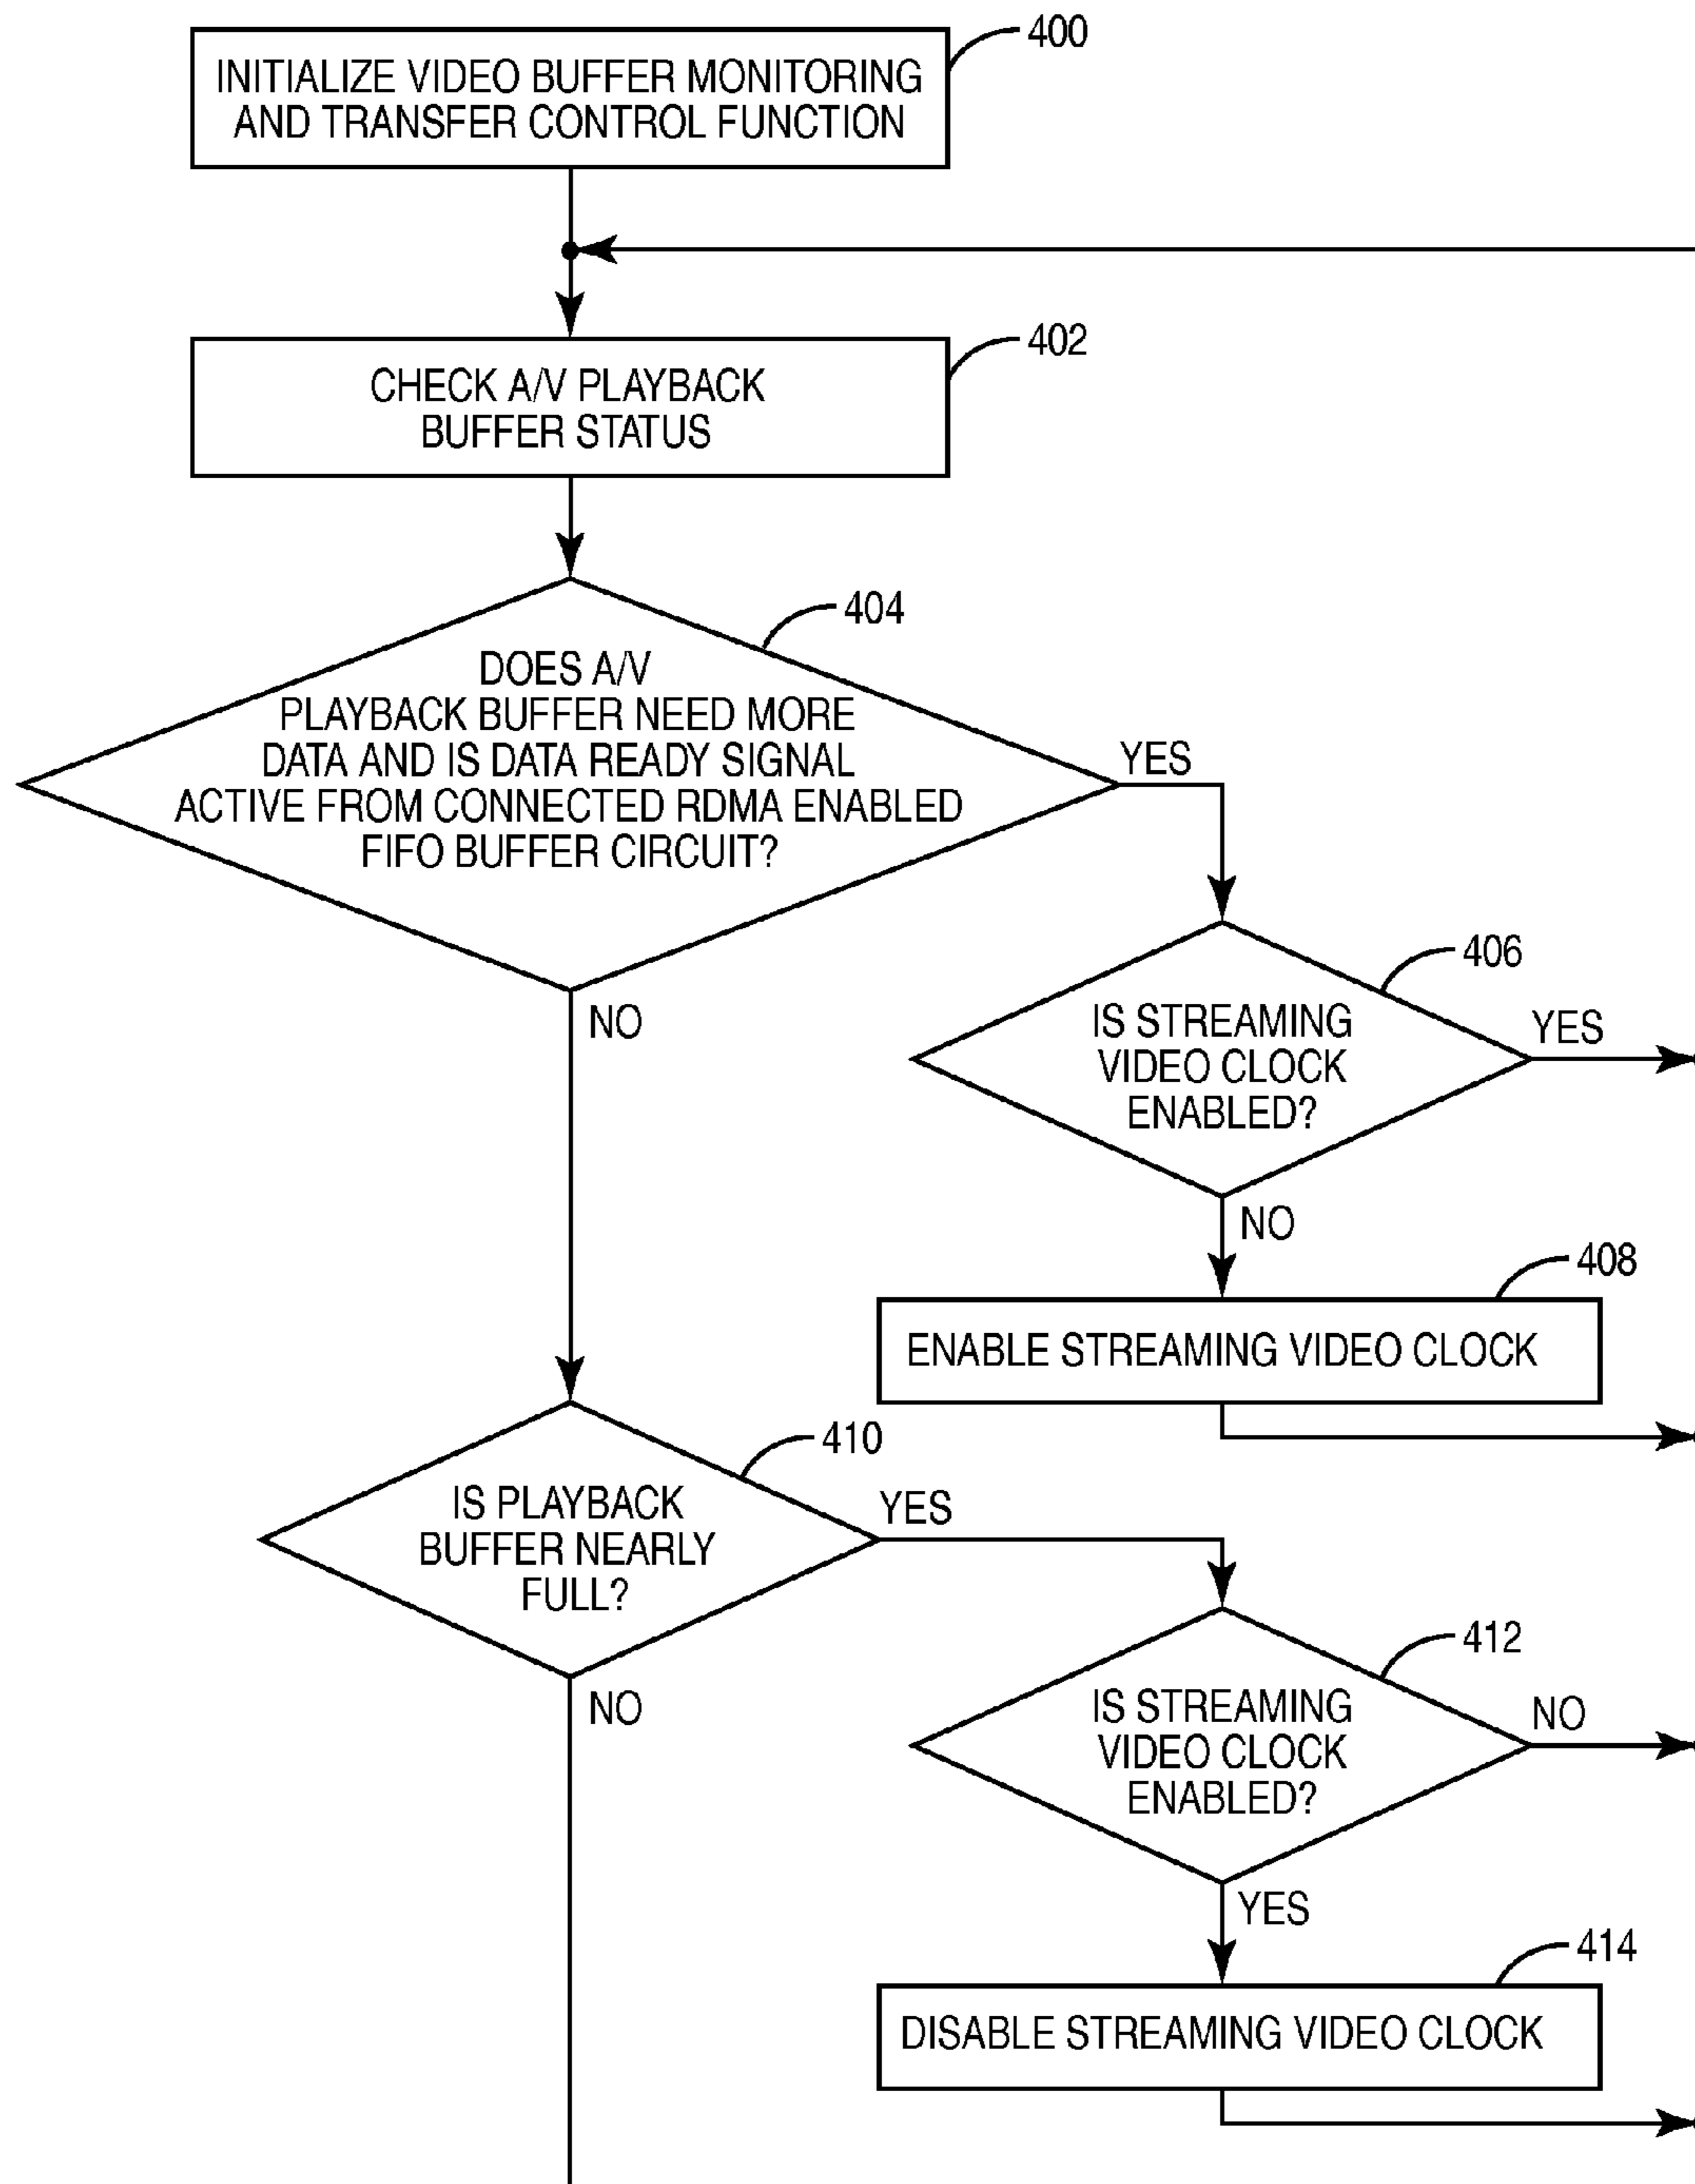 400
INITIALIZE VIDEO BUFFER MONITORING
AND TRANSFER CONTROL FUNCTION
402
CHECK A/V PLAYBACK
BUFFER STATUS
404
DOES A/V
PLAYBACK BUFFER NEED MORE
DATA AND IS DATA READY SIGNAL
ACTIVE FROM CONNECTED RDMA ENABLED
FIFO BUFFER CIRCUIT?
YES
NO
406
IS STREAMING
VIDEO CLOCK
ENABLED?
YES
NO
408
ENABLE STREAMING VIDEO CLOCK
410
IS PLAYBACK
BUFFER NEARLY
FULL?
YES
NO
412
IS STREAMING
VIDEO CLOCK
ENABLED?
NO
YES
414
DISABLE STREAMING VIDEO CLOCK